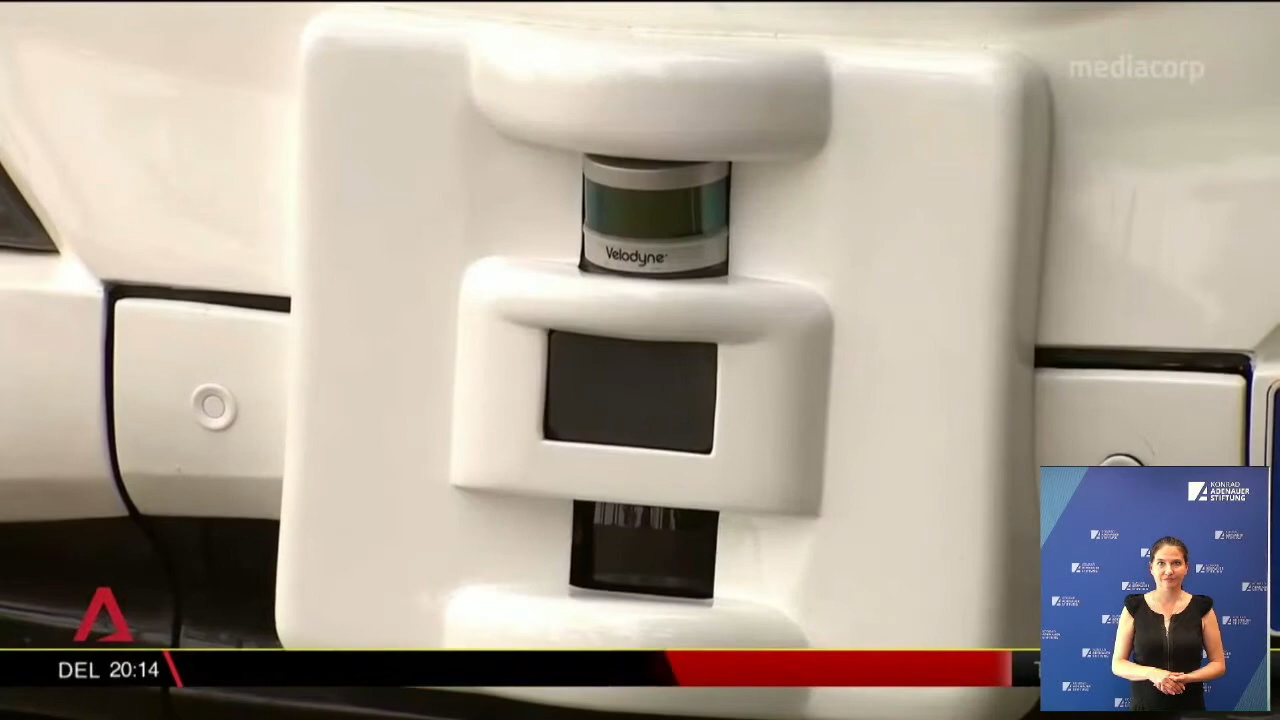 mediacorp
Velodyne
KONRAD
ADENAUER
STIFTUNG
DEL 20:14